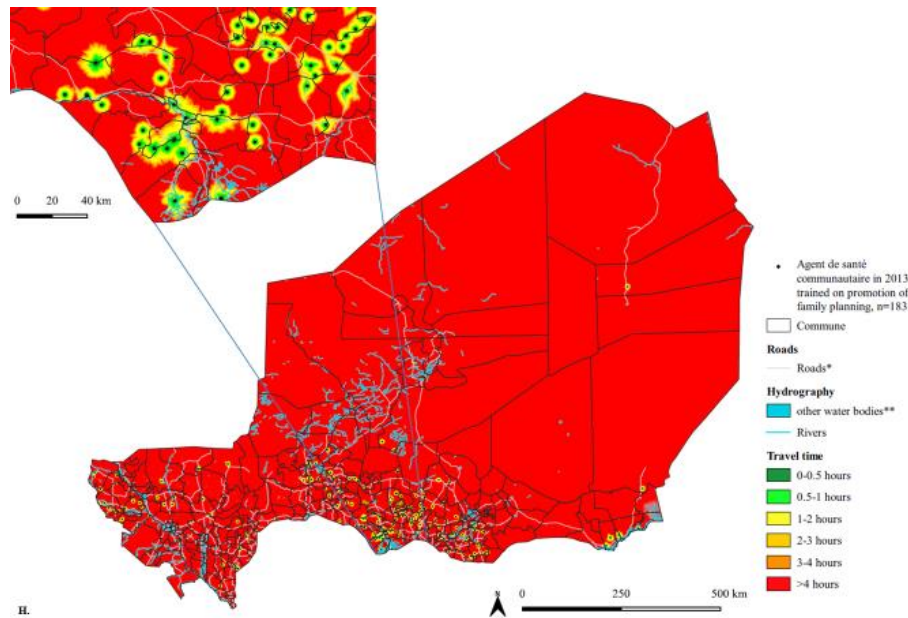 0 20 40 km
Agent de santé
communautaire in 2013
trained on promotion of
family planning, n=183
Commune
Roads
Roads*
Hydrography
other water bodies**
Rivers
Travel time
0-0.5 hours
0.5-1 hours
1-2 hours
2-3 hours
3-4 hours
>4 hours
H.
N
0 250 500 km